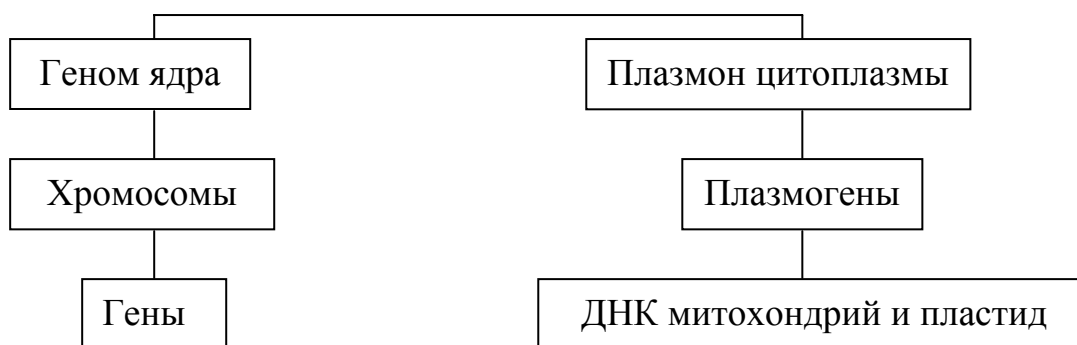 Геном ядра
Плазмон цитоплазмы
Хромосомы
Плазмогены
Гены
ДНК митохондрий и пластид